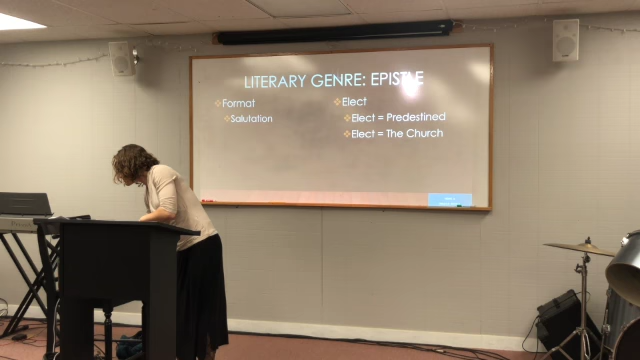 LITERARY GENRE: EPISTLE
Format
Salutation
Elect
Elect = Predestined
Elect = The Church